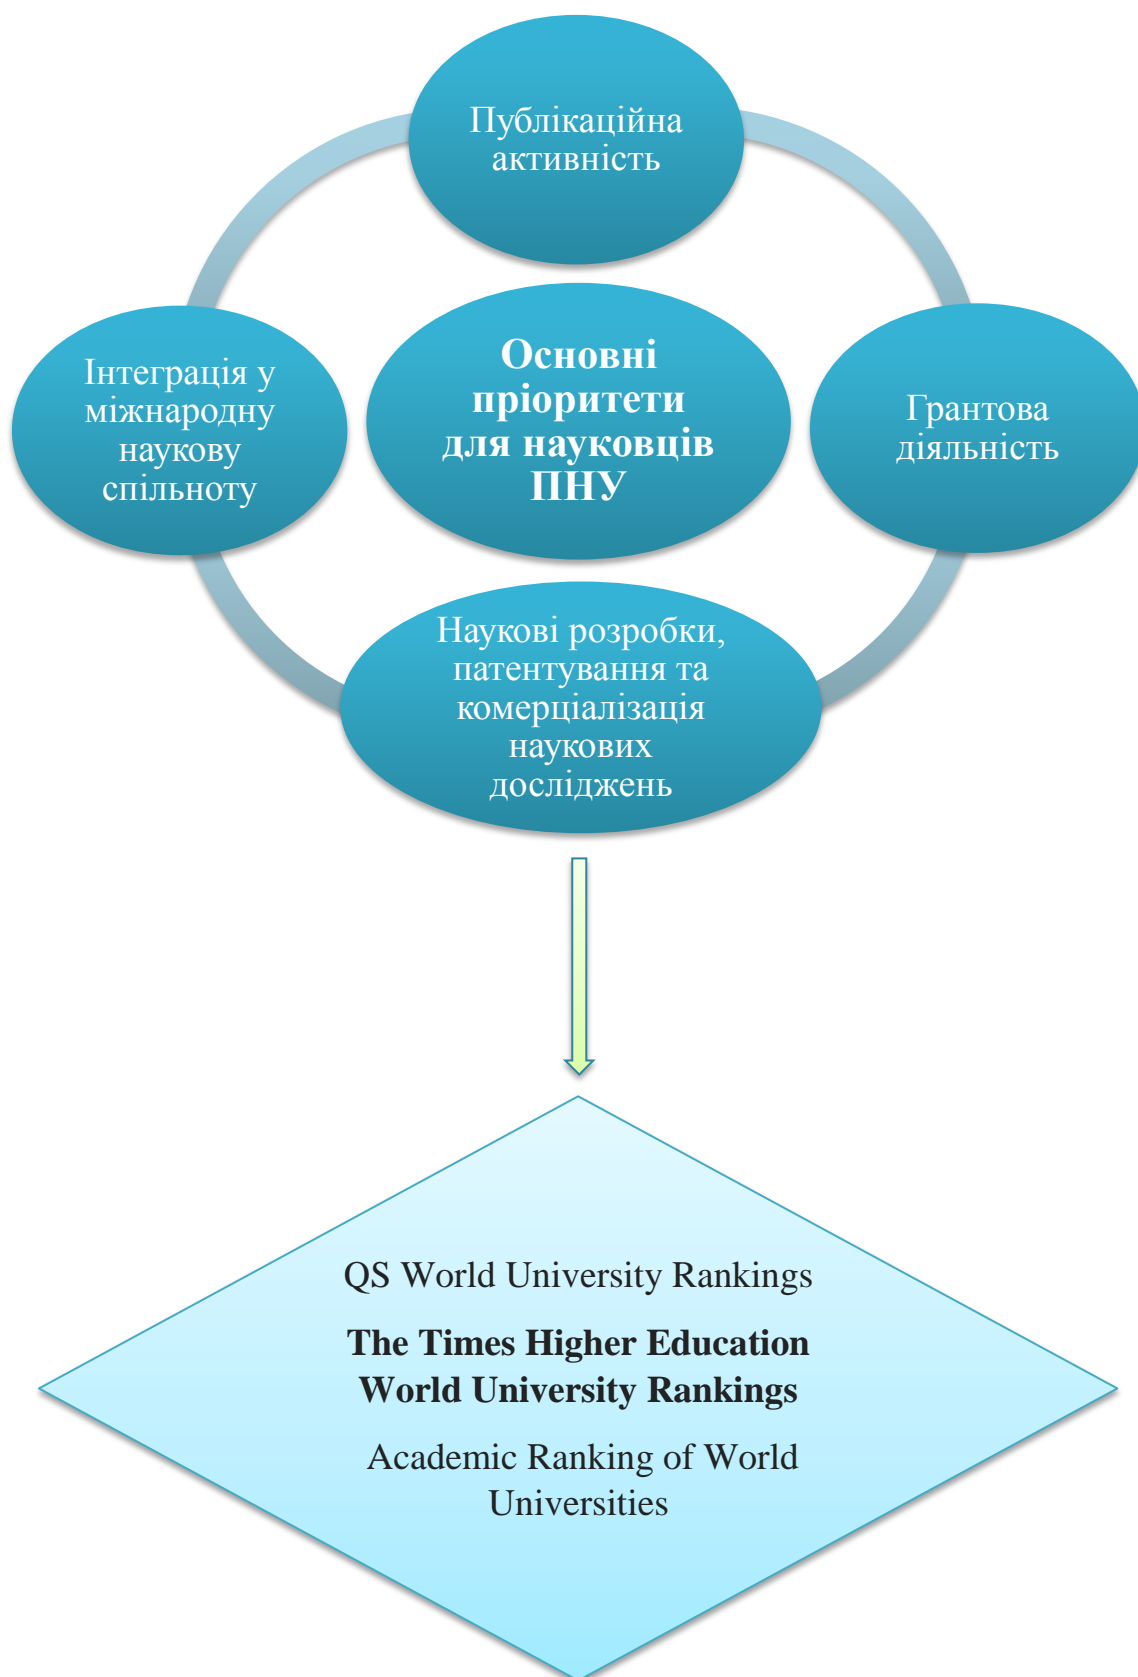 Публікаційна
активність
Інтеграція у
міжнародну
наукову
спільноту
Основні
пріоритети
для науковців
ПНУ
Грантова
діяльність
Наукові розробки,
патентування та
комерціалізація
наукових
досліджень
QS World University Rankings
The Times Higher Education
World University Rankings
Academic Ranking of World
Universities